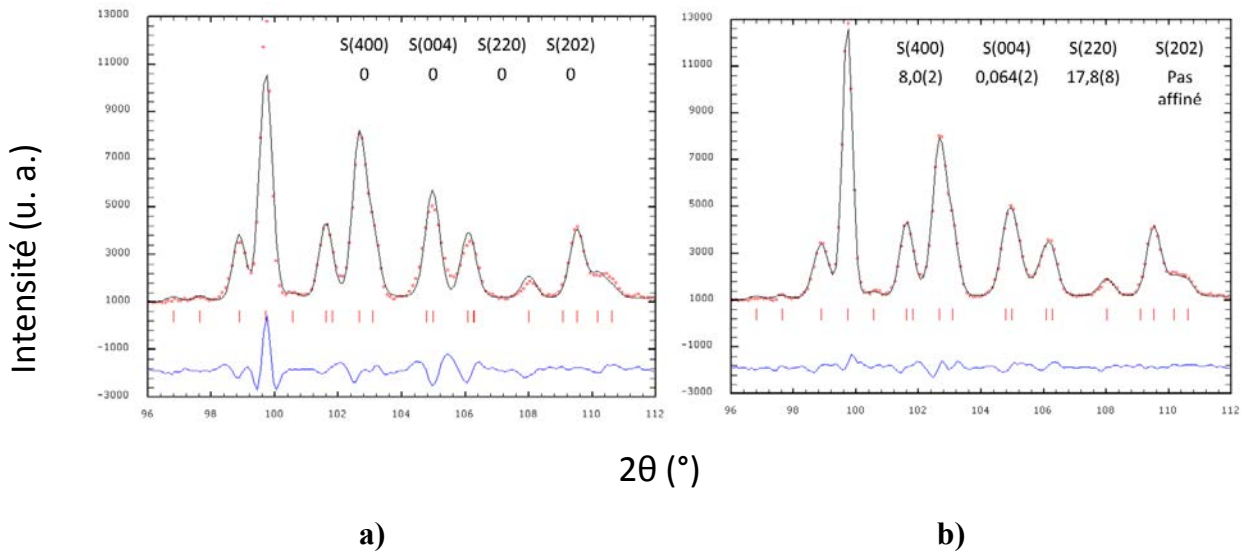 Intensité (u. a.)
13000
11000
9000
7000
5000
3000
1000
−1000
−3000
96 98 100 102 104 106 108 110 112
S(400) S(004) S(220) S(202)
0 0 0 0
13000
11000
9000
7000
5000
3000
1000
−1000
−3000
96 98 100 102 104 106 108 110 112
S(400) S(004) S(220) S(202)
8,0(2) 0,064(2) 17,8(8) Pas
affiné
2θ (°)
a) b)